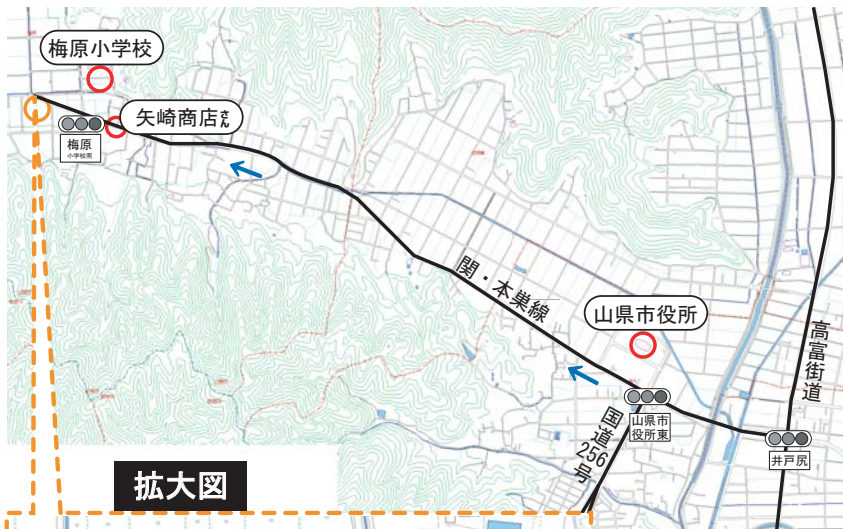 梅原小学校
矢崎商店さん
梅原
小学校南
関・本巣線
山県市役所
高富街道
山県市
役所東
国道256号
井戸尻
拡大図